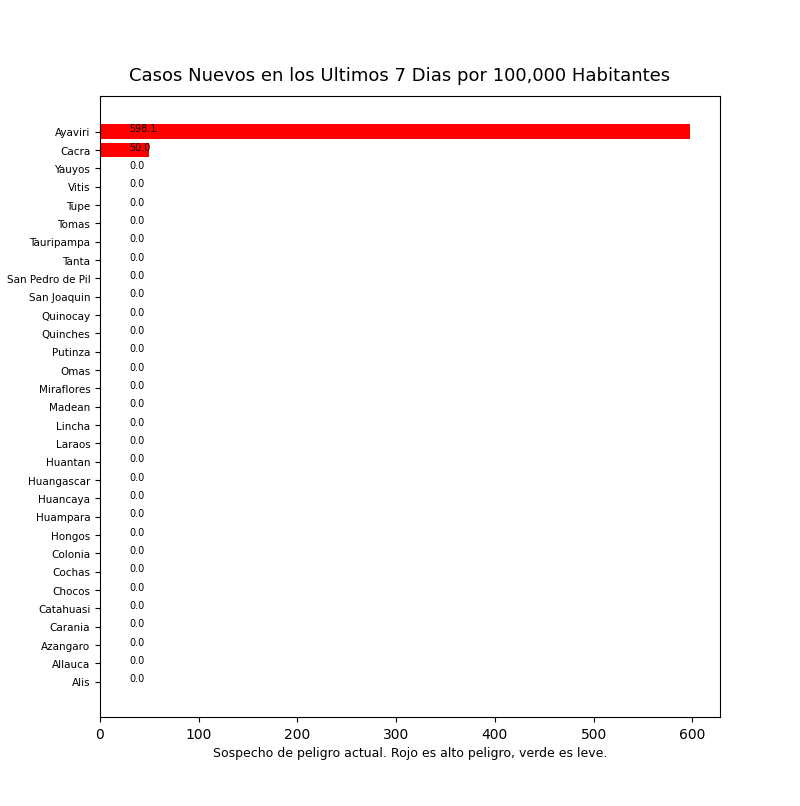 Casos Nuevos en los Ultimos 7 Dias por 100,000 Habitantes
Ayaviri 598.1
Cacra 50.0
Yauyos 0.0
Vitis 0.0
Tupe 0.0
Tomas 0.0
Tauripampa 0.0
Tanta 0.0
San Pedro de Pil 0.0
San Joaquin 0.0
Quinocay 0.0
Quinches 0.0
Putinza 0.0
Omas 0.0
Miraflores 0.0
Madean 0.0
Lincha 0.0
Laraos 0.0
Huantan 0.0
Huangascar 0.0
Huancaya 0.0
Huampara 0.0
Hongos 0.0
Colonia 0.0
Cochas 0.0
Chocos 0.0
Catahuasi 0.0
Carania 0.0
Azangaro 0.0
Allauca 0.0
Alis 0.0
0 100 200 300 400 500 600
Sospecho de peligro actual. Rojo es alto peligro, verde es leve.